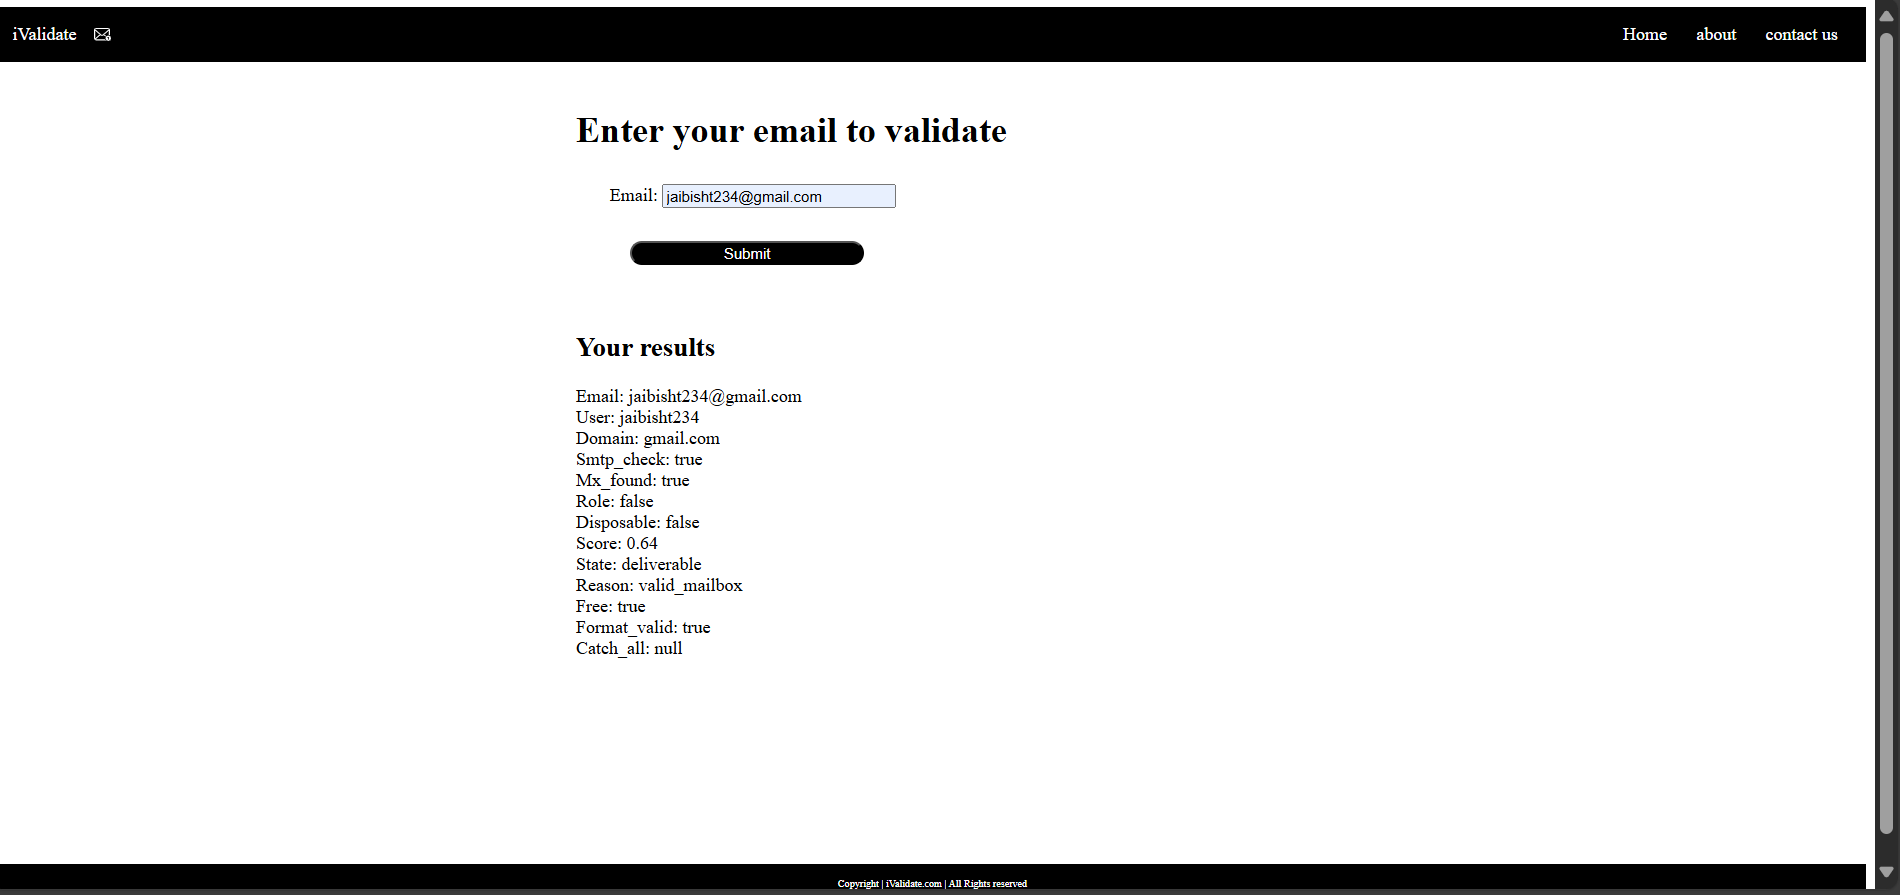 iValidate
Home about contact us
Enter your email to validate
Email: jaibisht234@gmail.com
Submit
Your results
Email: jaibisht234@gmail.com
User: jaibisht234
Domain: gmail.com
Smtp_check: true
Mx_found: true
Role: false
Disposable: false
Score: 0.64
State: deliverable
Reason: valid_mailbox
Free: true
Format_valid: true
Catch_all: null
Copyright | iValidate.com | All Rights reserved